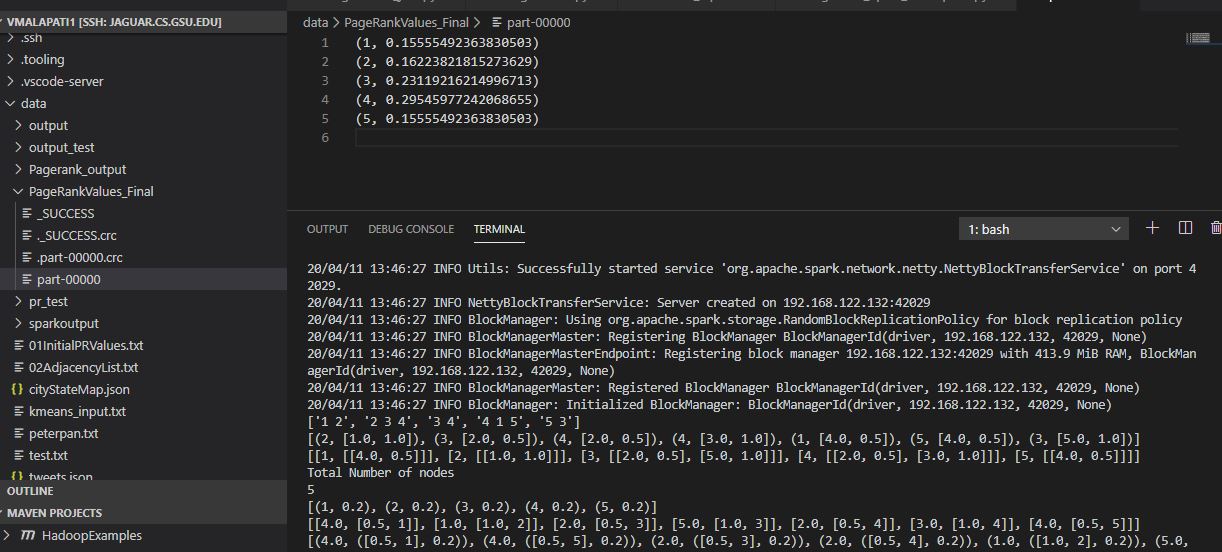 VMALAPATI1 [SSH: JAGUAR.CS.GSU.EDU]
.ssh
.tooling
.vscode-server
data
output
output_test
Pagerank_output
PageRankValues_Final
_SUCCESS
._SUCCESS.crc
.part-00000.crc
part-00000
pr_test
sparkoutput
01InitialPRValues.txt
02AdjacencyList.txt
cityStateMap.json
kmeans_input.txt
peterpan.txt
test.txt
tweets.json
OUTLINE
MAVEN PROJECTS
HadoopExamples
data > PageRankValues_Final > part-00000
1 (1, 0.15555492363830503)
2 (2, 0.16223821815273629)
3 (3, 0.23119216214996713)
4 (4, 0.29545977242068655)
5 (5, 0.15555492363830503)
6
OUTPUT DEBUG CONSOLE TERMINAL 1: bash
20/04/11 13:46:27 INFO Utils: Successfully started service 'org.apache.spark.network.netty.NettyBlockTransferService' on port 4
2029.
20/04/11 13:46:27 INFO NettyBlockTransferService: Server created on 192.168.122.132:42029
20/04/11 13:46:27 INFO BlockManager: Using org.apache.spark.storage.RandomBlockReplicationPolicy for block replication policy
20/04/11 13:46:27 INFO BlockManagerMaster: Registering BlockManager BlockManagerId(driver, 192.168.122.132, 42029, None)
20/04/11 13:46:27 INFO BlockManagerMasterEndpoint: Registering block manager 192.168.122.132:42029 with 413.9 MiB RAM, BlockMan
agerId(driver, 192.168.122.132, 42029, None)
20/04/11 13:46:27 INFO BlockManagerMaster: Registered BlockManager BlockManagerId(driver, 192.168.122.132, 42029, None)
20/04/11 13:46:27 INFO BlockManager: Initialized BlockManager: BlockManagerId(driver, 192.168.122.132, 42029, None)
['1 2', '2 3 4', '3 4', '4 1 5', '5 3']
[(2, [1.0, 1.0]), (3, [2.0, 0.5]), (4, [2.0, 0.5]), (4, [3.0, 1.0]), (1, [4.0, 0.5]), (5, [4.0, 0.5]), (3, [5.0, 1.0])]
[[1, [[4.0, 0.5]]], [2, [[1.0, 1.0]]], [3, [[2.0, 0.5], [5.0, 1.0]]], [4, [[2.0, 0.5], [3.0, 1.0]]], [5, [[4.0, 0.5]]]]
Total Number of nodes
5
[(1, 0.2), (2, 0.2), (3, 0.2), (4, 0.2), (5, 0.2)]
[[4.0, [0.5, 1]], [1.0, [1.0, 2]], [2.0, [0.5, 3]], [5.0, [1.0, 3]], [2.0, [0.5, 4]], [3.0, [1.0, 4]], [4.0, [0.5, 5]]]
[(4.0, ([0.5, 1], 0.2)), (4.0, ([0.5, 5], 0.2)), (2.0, ([0.5, 3], 0.2)), (2.0, ([0.5, 4], 0.2)), (1.0, ([1.0, 2], 0.2)), (5.0,